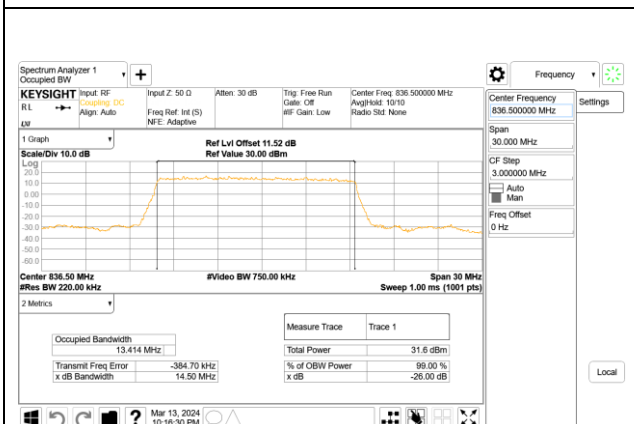 Spectrum Analyzer 1
Occupied BW
Frequency
KEYSIGHT
RL
Input: RF
Coupling: DC
Align: Auto
Input Z: 50 Ω
Freq Ref: Int (S)
NFE: Adaptive
Atten: 30 dB
Trig: Free Run
Gate: Off
#IF Gain: Low
Center Freq: 836.500000 MHz
Avg|Hold: 10/10
Radio Std: None
Center Frequency
836.500000 MHz
Settings
Span
30.000 MHz
CF Step
3.000000 MHz
Auto
Man
Freq Offset
0 Hz
1 Graph
Scale/Div 10.0 dB
Ref Lvl Offset 11.52 dB
Ref Value 30.00 dBm
Log
20.0
10.0
0.00
-10.0
-20.0
-30.0
-40.0
-50.0
-60.0
Center 836.50 MHz
#Video BW 750.00 kHz
Span 30 MHz
#Res BW 220.00 kHz
Sweep 1.00 ms (1001 pts)
2 Metrics
Measure Trace
Trace 1
Occupied Bandwidth
13.414 MHz
Total Power
31.6 dBm
Transmit Freq Error
-384.70 kHz
% of OBW Power
99.00 %
x dB Bandwidth
14.50 MHz
x dB
-26.00 dB
Local
?
Mar 13, 2024
10:16:30 PM